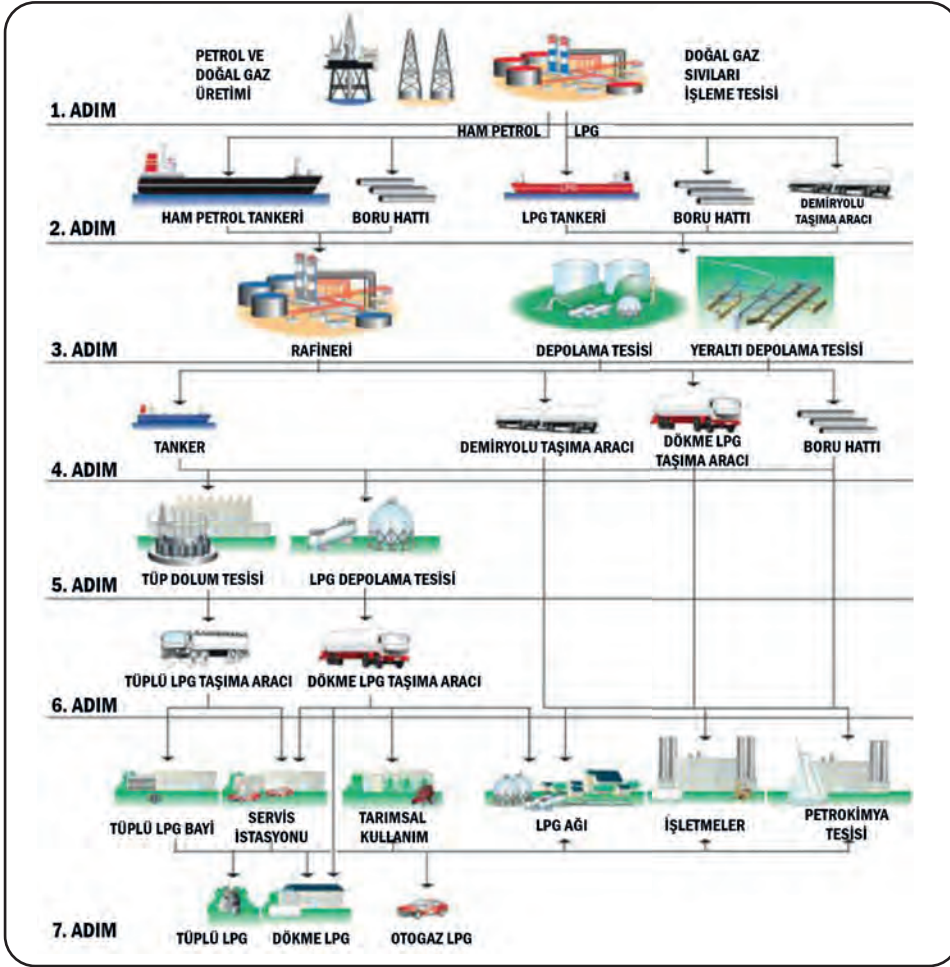 PETROL VE
DOĞAL GAZ
ÜRETİMİ
DOĞAL GAZ
SIVILARI
İŞLEME TESİSİ
1. ADIM
HAM PETROL
LPG
LPG
HAM PETROL TANKERİ
BORU HATTI
LPG TANKERİ
BORU HATTI
DEMİRYOLU
TAŞIMA ARACI
2. ADIM
RAFİNERİ
DEPOLAMA TESİSİ
YERALTI DEPOLAMA TESİSİ
3. ADIM
TANKER
DEMİRYOLU TAŞIMA ARACI
DÖKME LPG
TAŞIMA ARACI
BORU HATTI
4. ADIM
TÜP DOLUM TESİSİ
LPG DEPOLAMA TESİSİ
5. ADIM
TÜPLÜ LPG TAŞIMA ARACI
DÖKME LPG TAŞIMA ARACI
6. ADIM
TÜPLÜ LPG BAYİ
SERVİS
İSTASYONU
TARIMSAL
KULLANIM
LPG AĞI
İŞLETMELER
PETROKİMYA
TESİSİ
7. ADIM
TÜPLÜ LPG
DÖKME LPG
OTOGAZ LPG